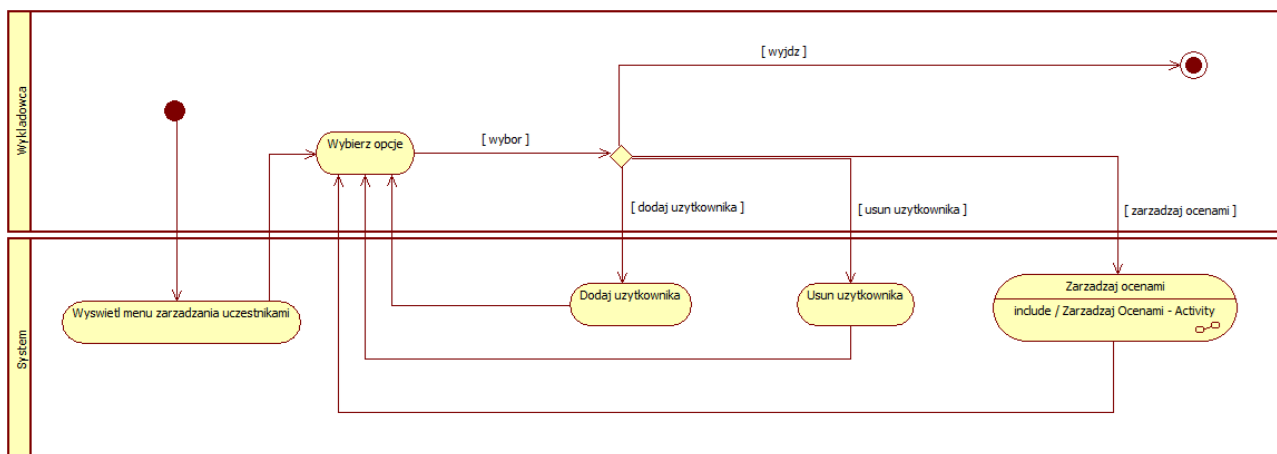 Wykladowca
[ wyjdz ]
Wybierz opcje
[ wybor ]
[ dodaj uzytkownika ]
[ usun uzytkownika ]
[ zarzadzaj ocenami ]
System
Wyswietl menu zarzadzania uczestnikami
Dodaj uzytkownika
Usun uzytkownika
Zarzadzaj ocenami
include / Zarzadzaj Ocenami - Activity